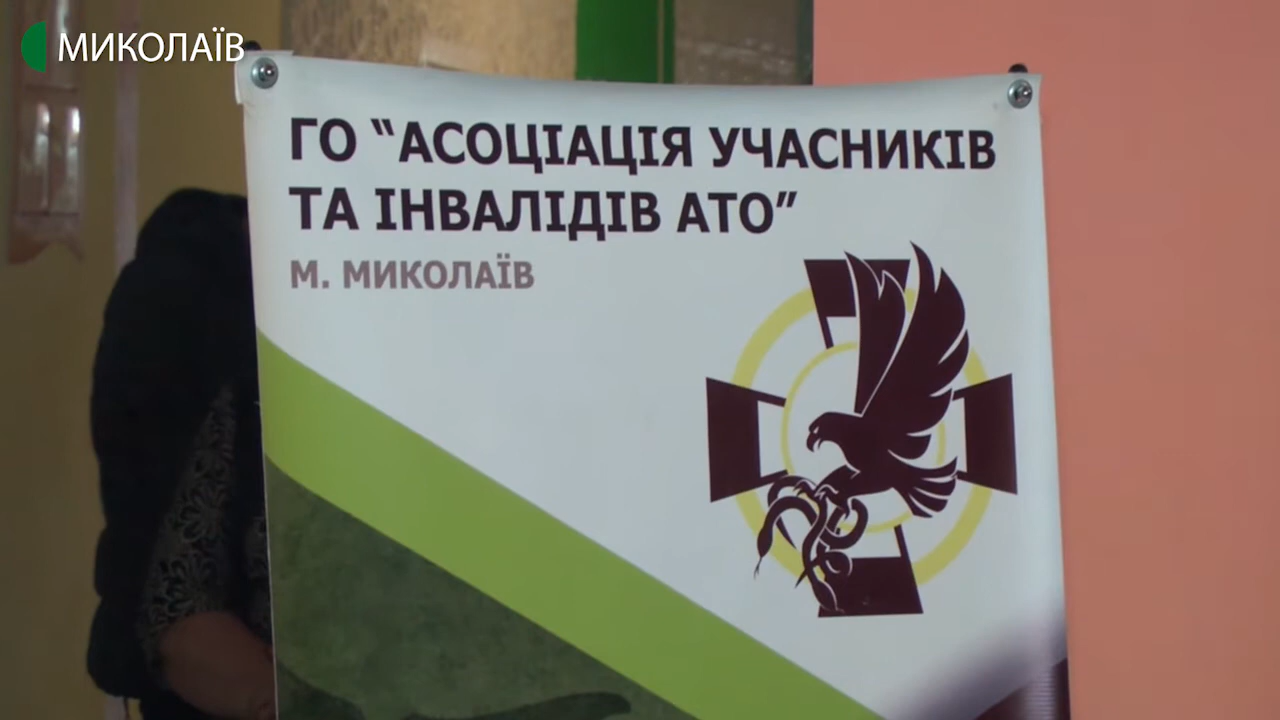 МИКОЛАЇВ
ГО “АСОЦІАЦІЯ УЧАСНИКІВ
ТА ІНВАЛІДІВ АТО”
М. МИКОЛАЇВ